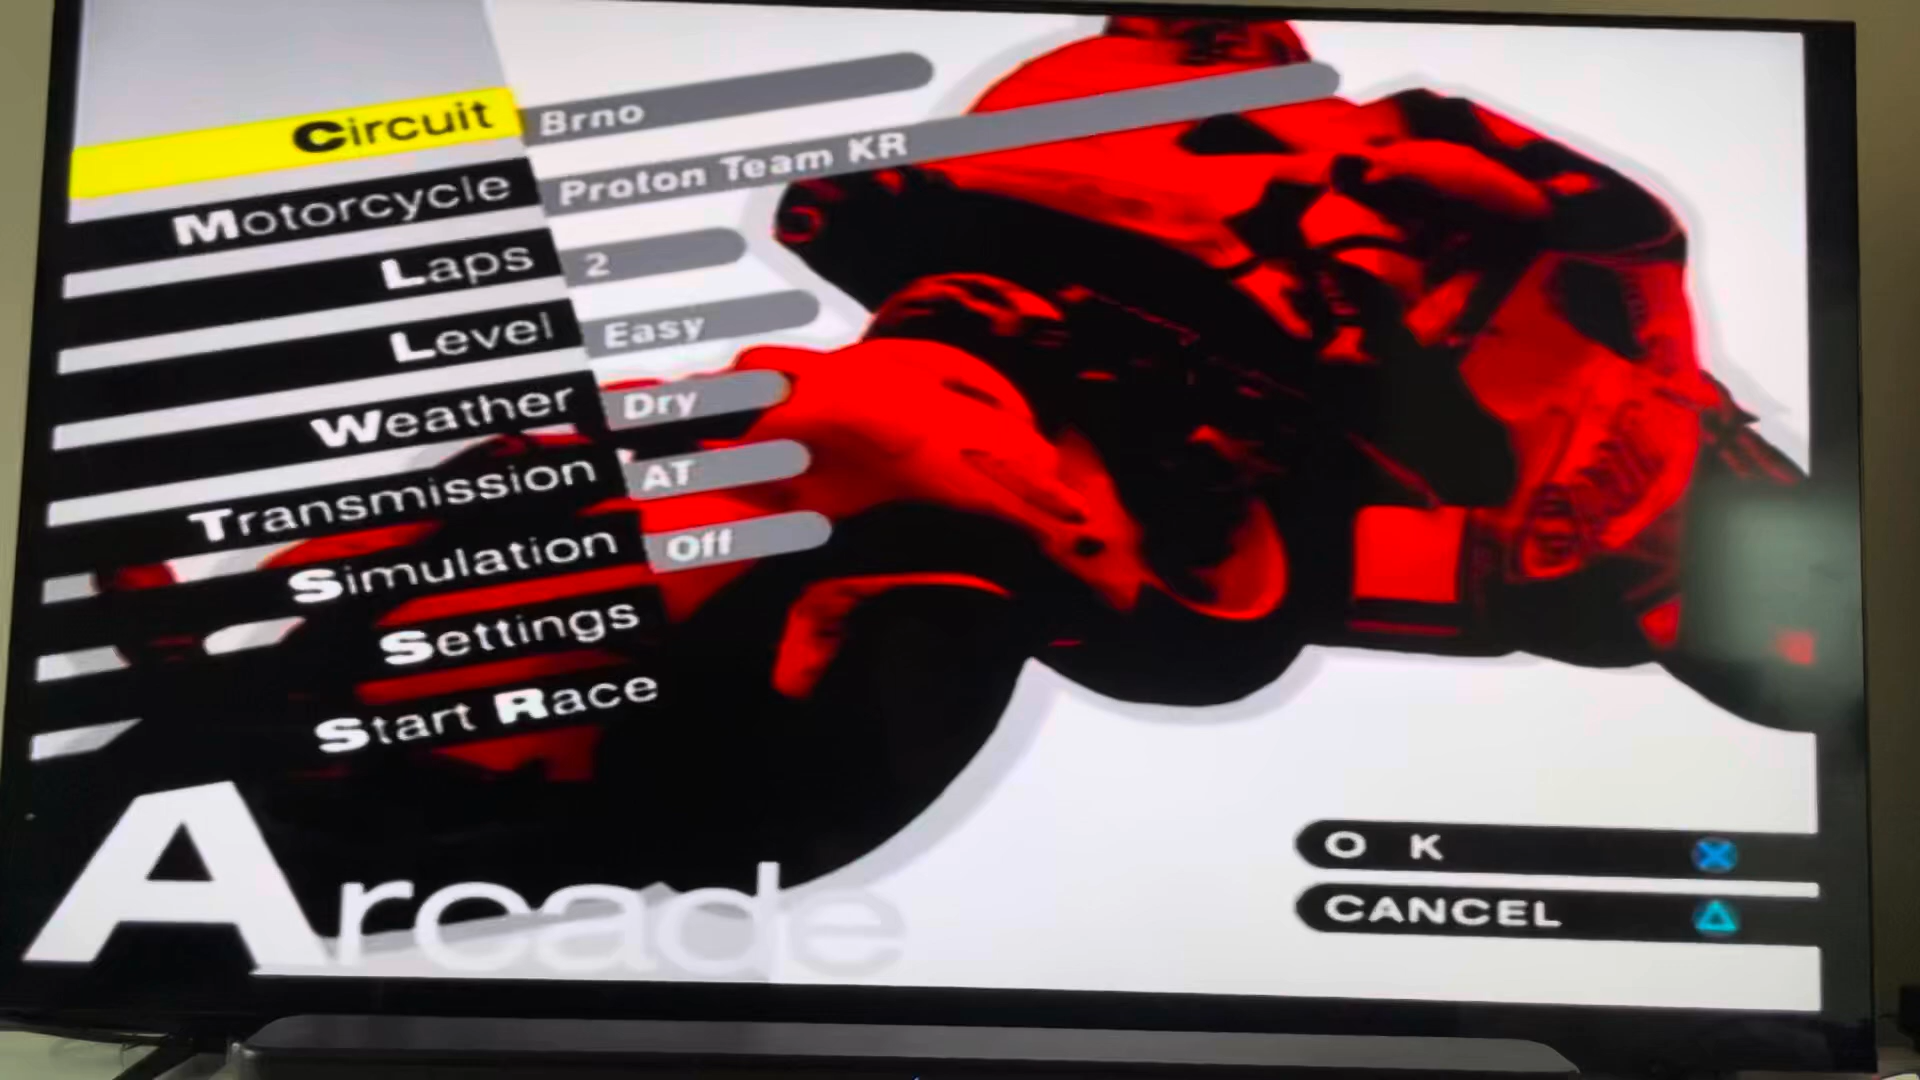 Circuit Brno
Motorcycle Proton Team KR
Laps 2
Level Easy
Weather Dry
Transmission AT
Simulation Off
Settings
Start Race
Arcade
O K
CANCEL